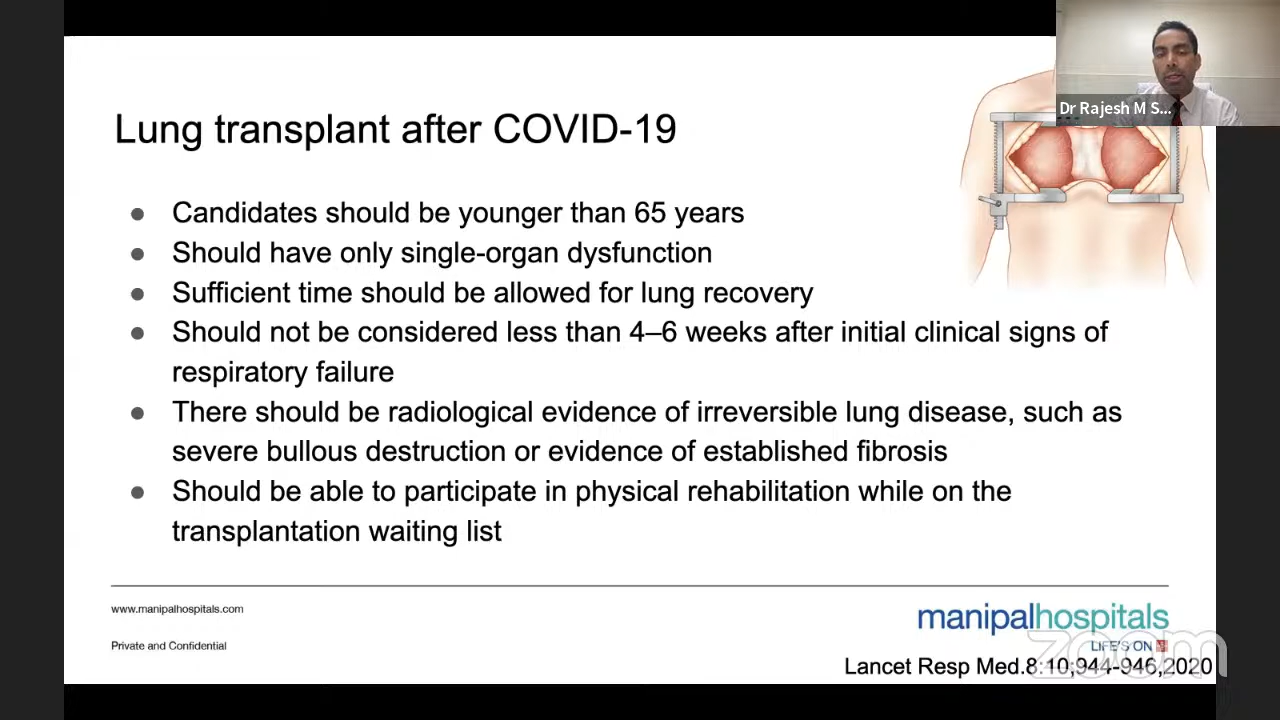 Dr Rajesh M S...
Lung transplant after COVID-19
● Candidates should be younger than 65 years
● Should have only single-organ dysfunction
● Sufficient time should be allowed for lung recovery
● Should not be considered less than 4–6 weeks after initial clinical signs of
respiratory failure
● There should be radiological evidence of irreversible lung disease, such as
severe bullous destruction or evidence of established fibrosis
● Should be able to participate in physical rehabilitation while on the
transplantation waiting list
www.manipalhospitals.com
Private and Confidential
manipalhospitals
LIFE'S ON
zoom
Lancet Resp Med.8:10;944-946,2020